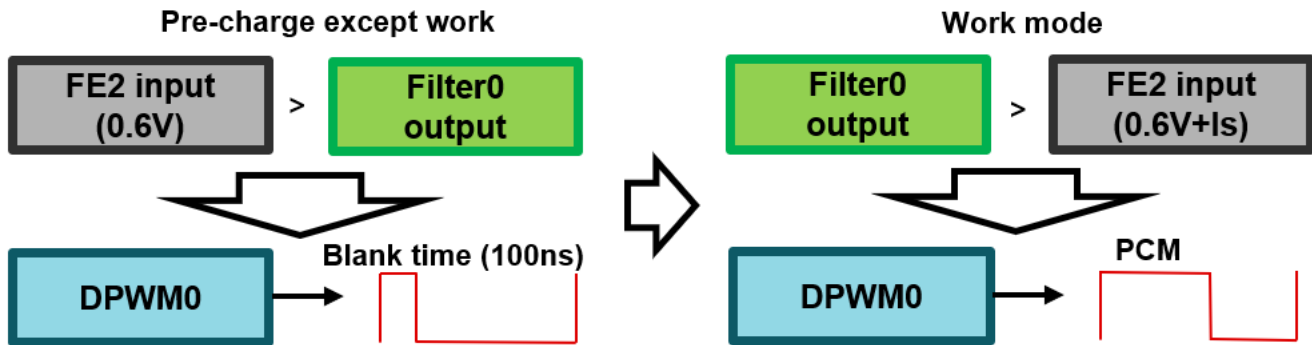 Pre-charge except work
FE2 input
(0.6V)
>
Filter0
output
Blank time (100ns)
DPWM0
Work mode
Filter0
output
>
FE2 input
(0.6V+Is)
PCM
DPWM0